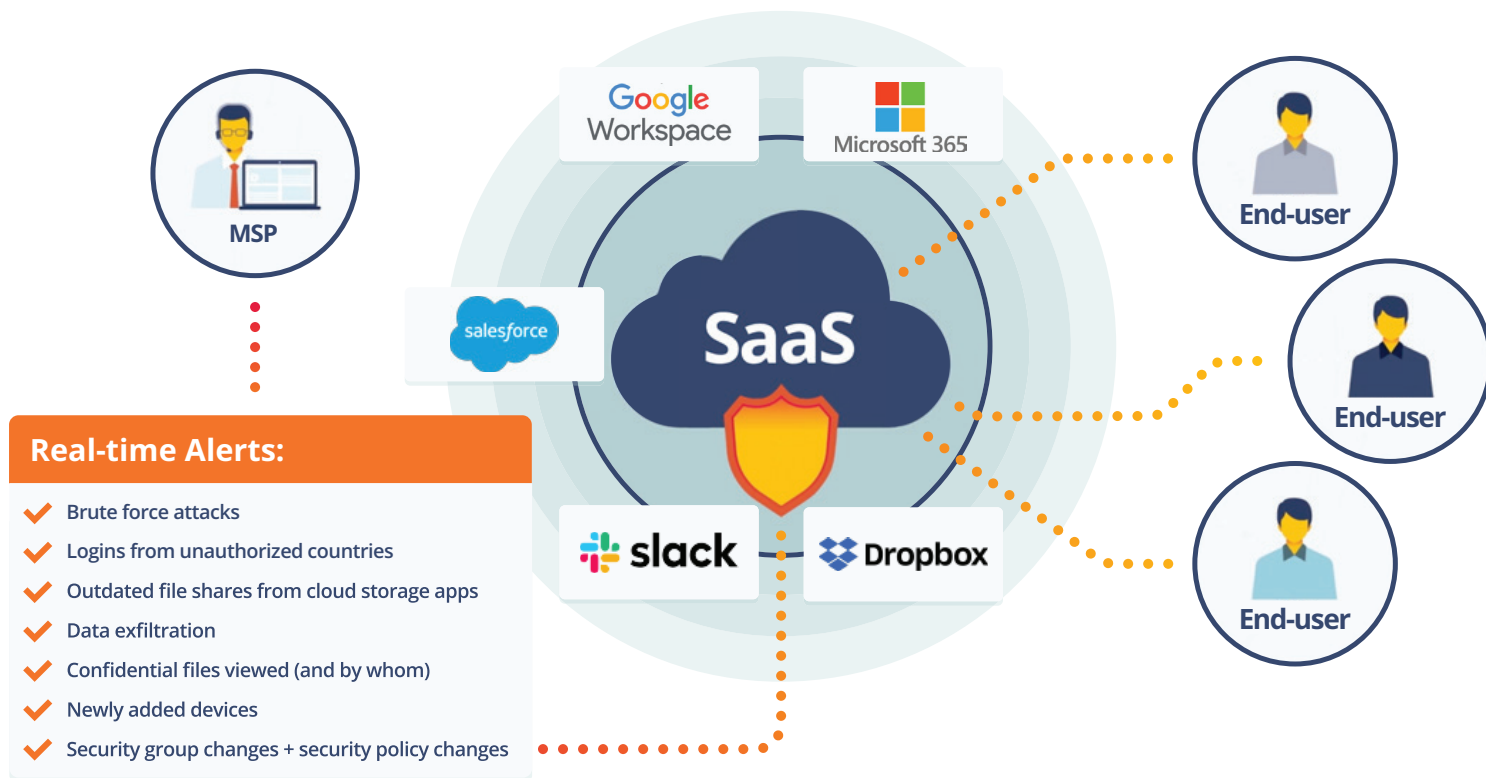 MSP
Google
Workspace
Microsoft 365
salesforce
SaaS
slack
Dropbox
End-user
End-user
End-user
Real-time Alerts:
Brute force attacks
Logins from unauthorized countries
Outdated file shares from cloud storage apps
Data exfiltration
Confidential files viewed (and by whom)
Newly added devices
Security group changes + security policy changes